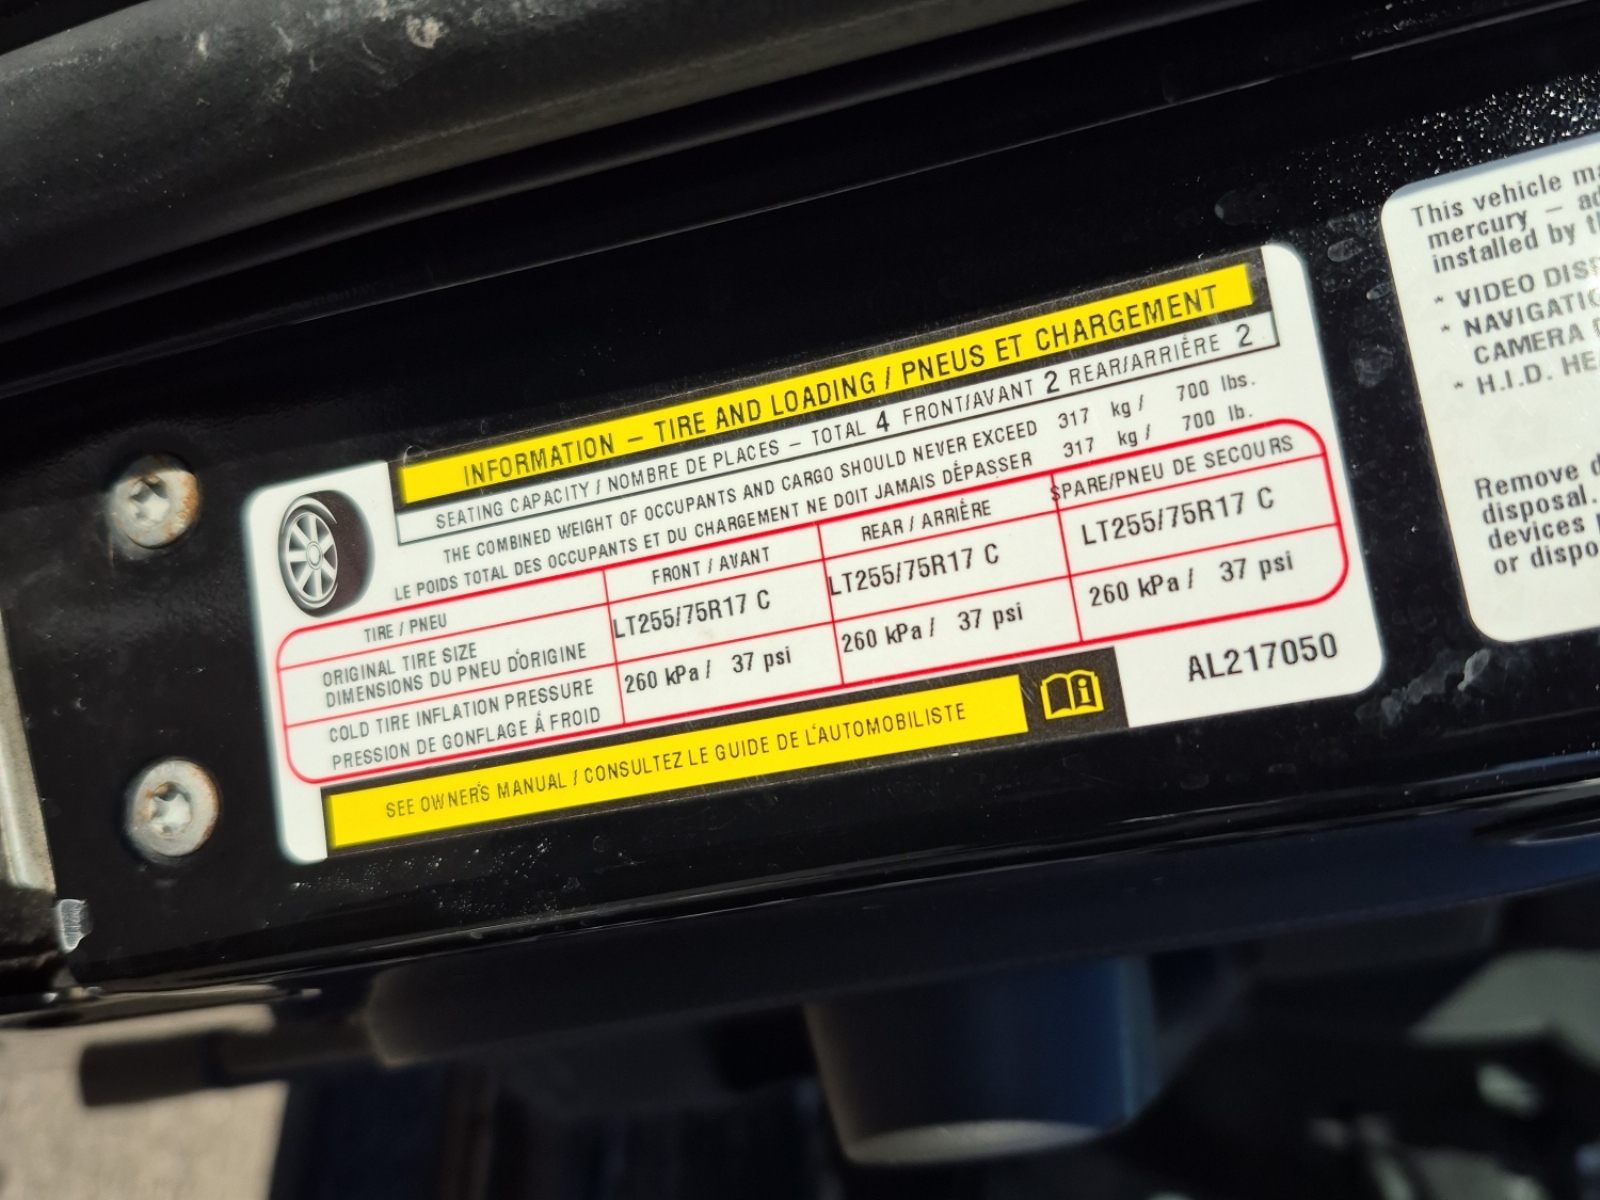 INFORMATION – TIRE AND LOADING / PNEUS ET CHARGEMENT
SEATING CAPACITY / NOMBRE DE PLACES – TOTAL 4 FRONT/AVANT 2 REAR/ARRIÈRE 2
THE COMBINED WEIGHT OF OCCUPANTS AND CARGO SHOULD NEVER EXCEED 317 kg / 700 lbs.
LE POIDS TOTAL DES OCCUPANTS ET DU CHARGEMENT NE DOIT JAMAIS DÉPASSER 317 kg / 700 lb.
TIRE / PNEU FRONT / AVANT REAR / ARRIÈRE SPARE/PNEU DE SECOURS
ORIGINAL TIRE SIZE
DIMENSIONS DU PNEU D'ORIGINE
LT255/75R17 C LT255/75R17 C LT255/75R17 C
COLD TIRE INFLATION PRESSURE
PRESSION DE GONFLAGE À FROID
260 kPa / 37 psi 260 kPa / 37 psi 260 kPa / 37 psi
SEE OWNER'S MANUAL / CONSULTEZ LE GUIDE DE L'AUTOMOBILISTE
AL217050
This vehicle
mercury –
installed by
* VIDEO
*
CAMERA
* H.I.D.
Remove
disposal.
devices
or